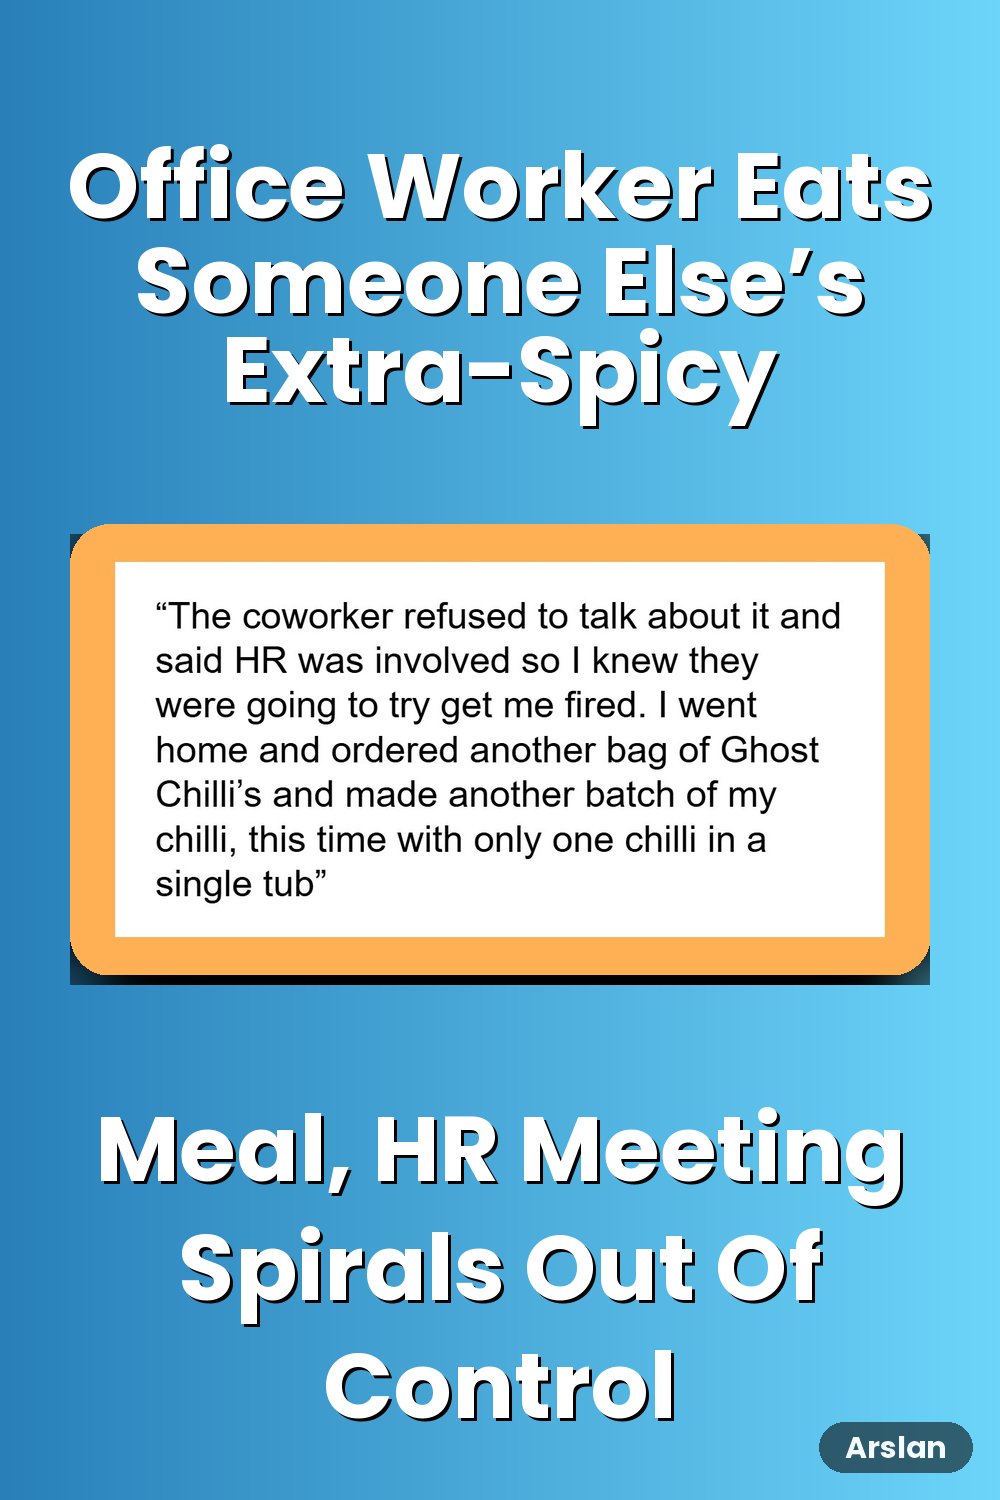 Office Worker Eats
Someone Else’s
Extra-Spicy
“The coworker refused to talk about it and
said HR was involved so I knew they
were going to try get me fired. I went
home and ordered another bag of Ghost
Chilli’s and made another batch of my
chilli, this time with only one chilli in a
single tub”
Meal, HR Meeting
Spirals Out Of
Control
Arslan